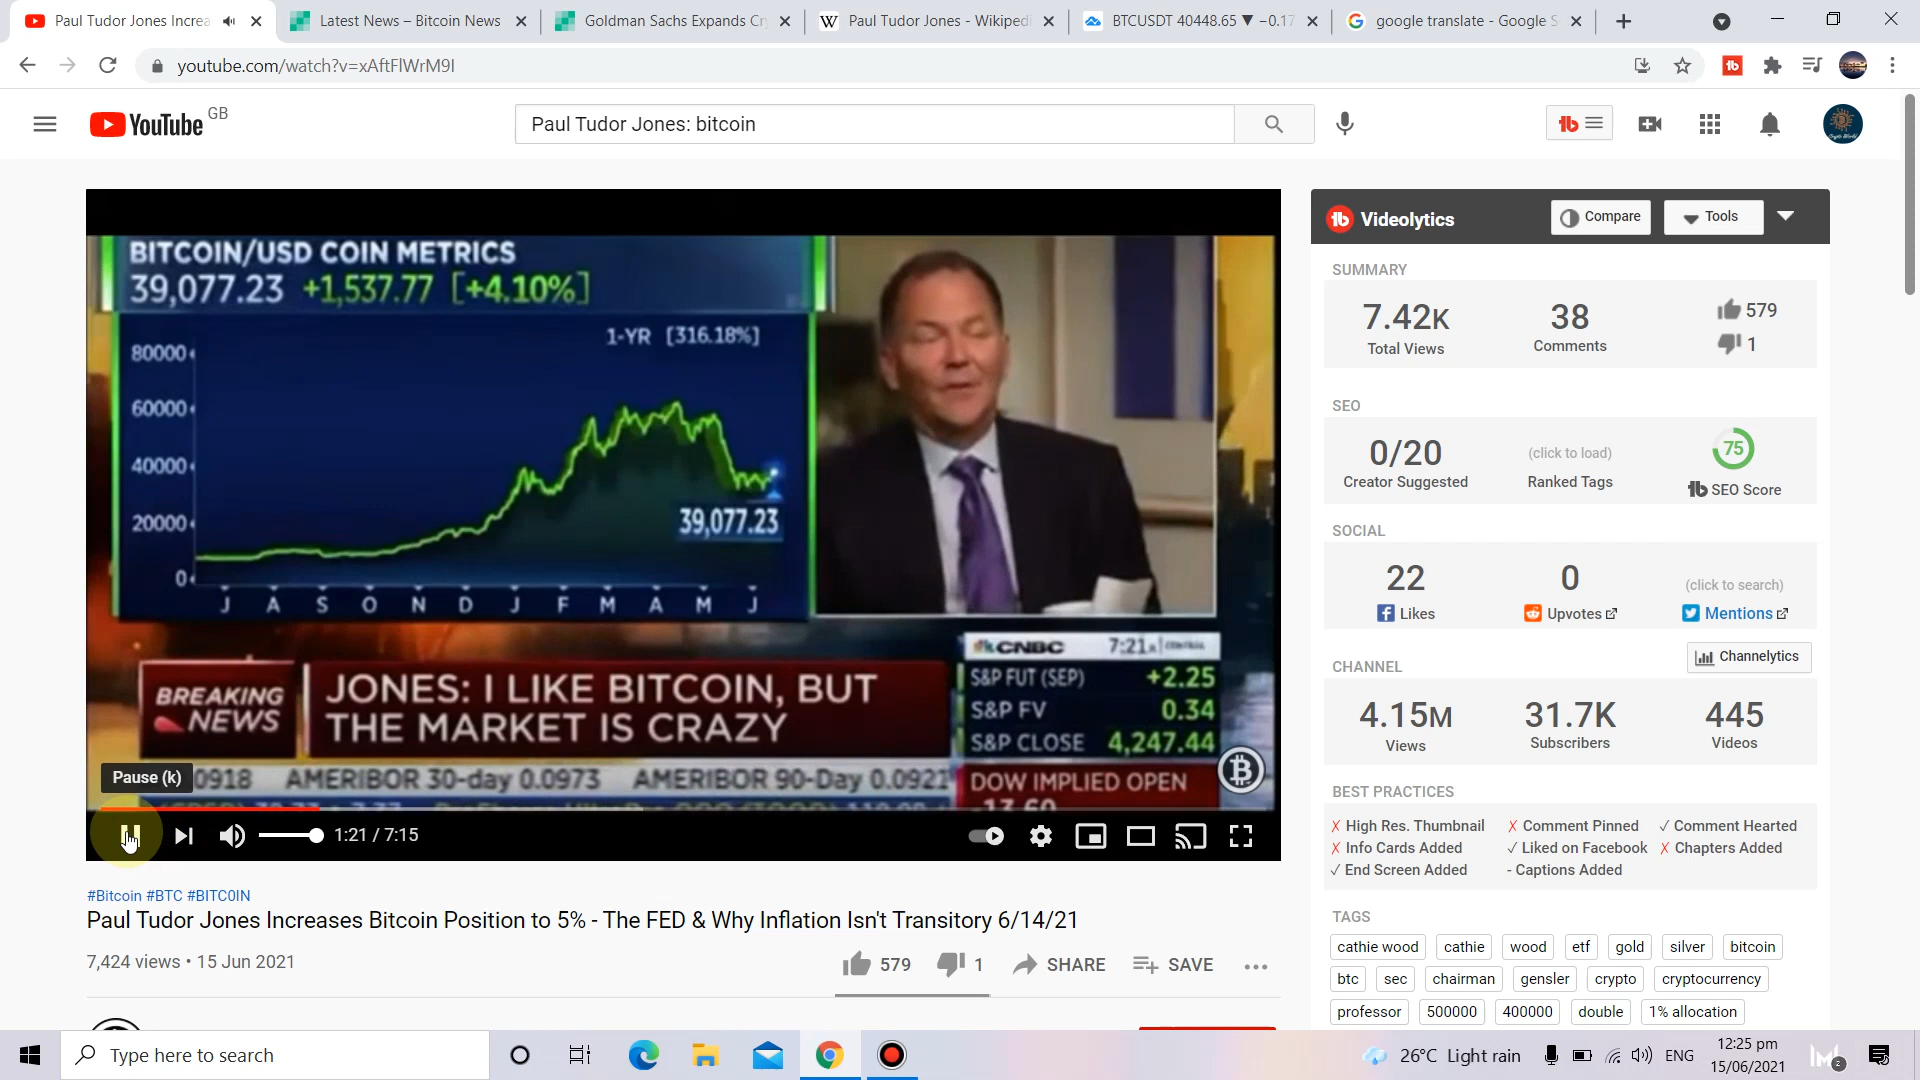 Paul Tudor Jones Increa
Latest News – Bitcoin News
Goldman Sachs Expands Cr
Paul Tudor Jones - Wikiped
BTCUSDT 40448.65 ▼ −0.17
google translate - Google S
youtube.com/watch?v=xAftFlWrM9I
YouTube GB
Paul Tudor Jones: bitcoin
BITCOIN/USD COIN METRICS
39,077.23 +1,537.77 [+4.10%]
1-YR [316.18%]
80000
60000
40000
20000
0
39,077.23
J A S O N D J F M A M J
CNBC 7:21
BREAKING NEWS
JONES: I LIKE BITCOIN, BUT
THE MARKET IS CRAZY
S&P FUT (SEP) +2.25
S&P FV 0.34
S&P CLOSE 4,247.44
DOW IMPLIED OPEN
-13.60
0918 AMERIBOR 30-day 0.0973 AMERIBOR 90-Day 0.0921
Pause (k)
1:21 / 7:15
#Bitcoin #BTC #BITC0IN
Paul Tudor Jones Increases Bitcoin Position to 5% - The FED & Why Inflation Isn't Transitory 6/14/21
7,424 views • 15 Jun 2021
579 1 SHARE SAVE
Videolytics Compare Tools
SUMMARY
7.42K Total Views
38 Comments
579
1
SEO
0/20 Creator Suggested
(click to load) Ranked Tags
75 SEO Score
SOCIAL
22 Likes
0 Upvotes
(click to search) Mentions
CHANNEL Channelytics
4.15M Views
31.7K Subscribers
445 Videos
BEST PRACTICES
✗ High Res. Thumbnail ✗ Comment Pinned ✓ Comment Hearted
✗ Info Cards Added ✓ Liked on Facebook ✗ Chapters Added
✓ End Screen Added - Captions Added
TAGS
cathie wood cathie wood etf gold silver bitcoin
btc sec chairman gensler crypto cryptocurrency
professor 500000 400000 double 1% allocation
Type here to search
26°C Light rain
ENG
12:25 pm
15/06/2021
2